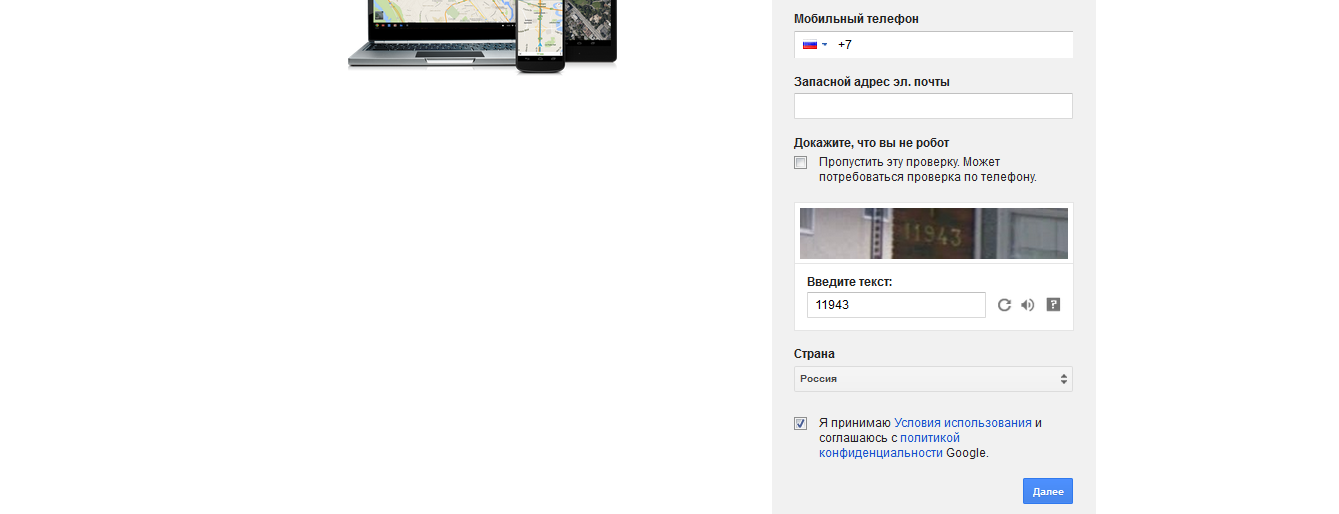 Мобильный телефон
+7
Запасной адрес эл. почты
Докажите, что вы не робот
Пропустить эту проверку. Может
потребоваться проверка по телефону.
11943
Введите текст:
11943
?
Страна
Россия
Я принимаю Условия использования и
соглашаюсь с политикой
конфиденциальности Google.
Далее